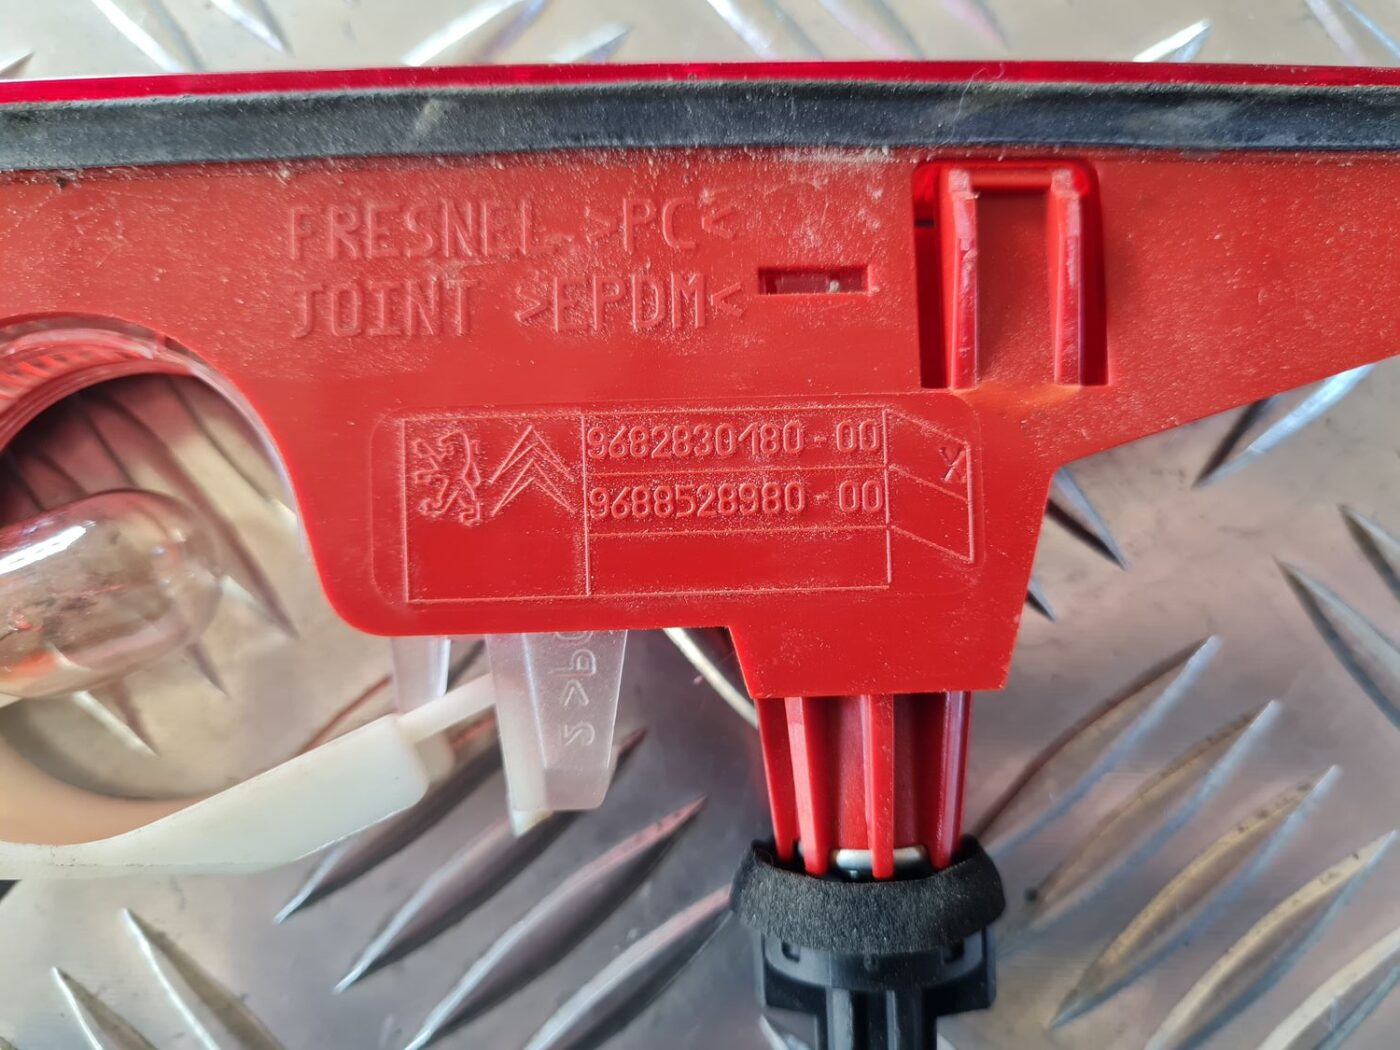 FRESNEL >PC<
JOINT >EPDM<
9682830180-00
Y
9688528980-00